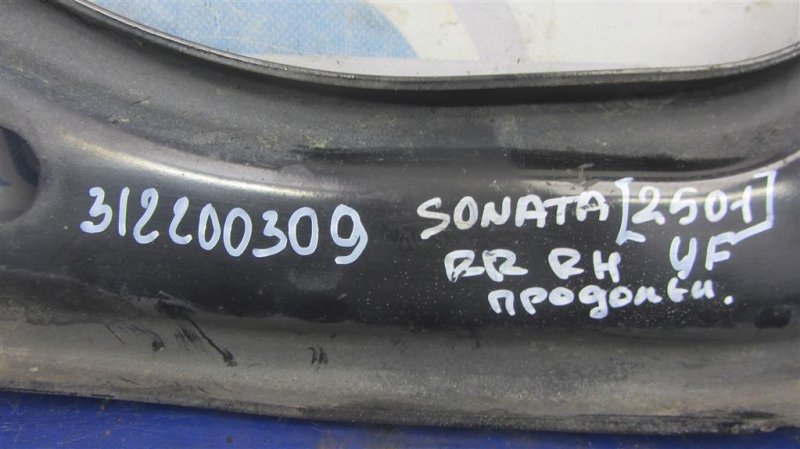 312200309
SONATA [2501]
RR RH YF
продольн.